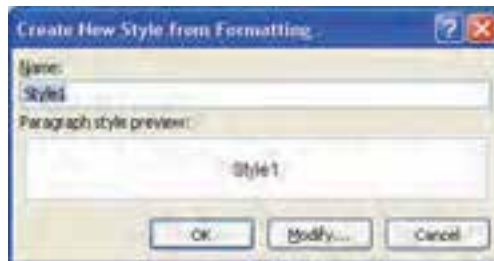 Create New Style from Formatting
Name:
Style1
Paragraph style preview:
Style1
OK Modify... Cancel